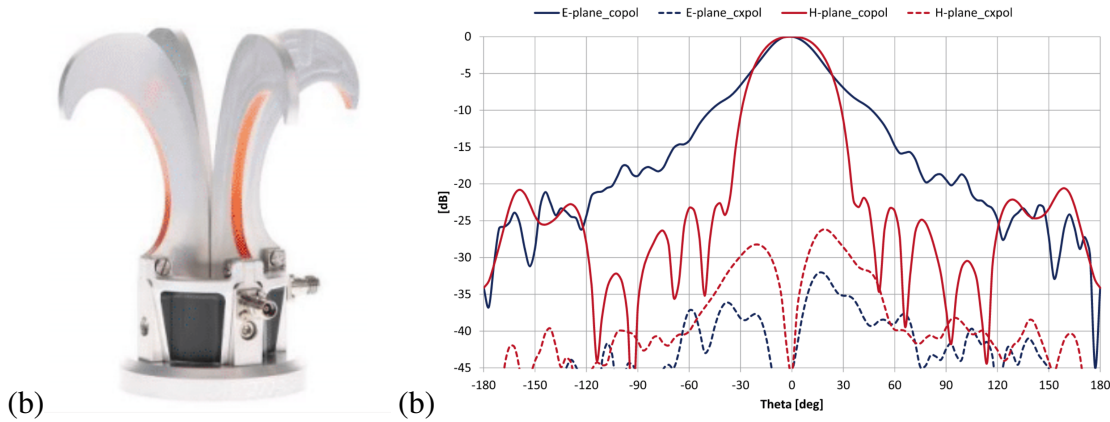 E-plane_copol E-plane_cxpol H-plane_copol H-plane_cxpol
0
-5
-10
-15
-20
-25
-30
-35
-40
-45
[dB]
-180 -150 -120 -90 -60 -30 0 30 60 90 120 150 180
Theta [deg]
(b) (b)